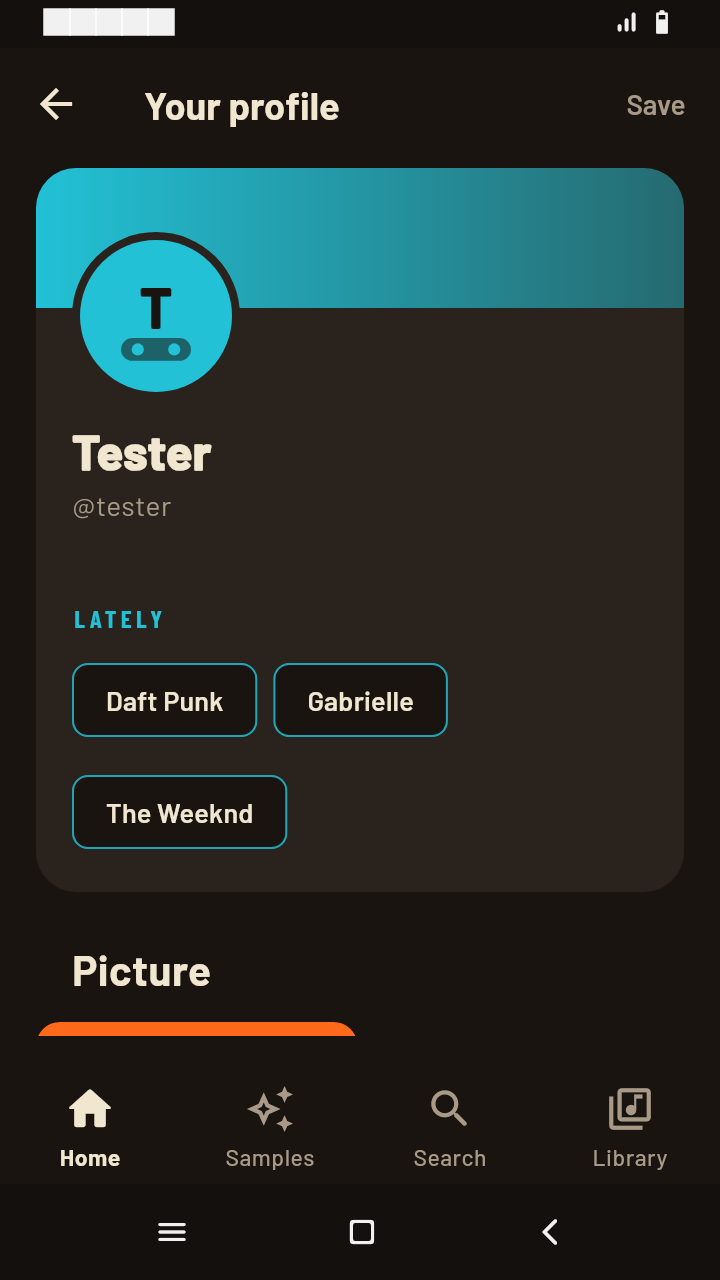 Your profile
Save
T
Tester
@tester
LATELY
Daft Punk
Gabrielle
The Weeknd
Picture
Home
Samples
Search
Library